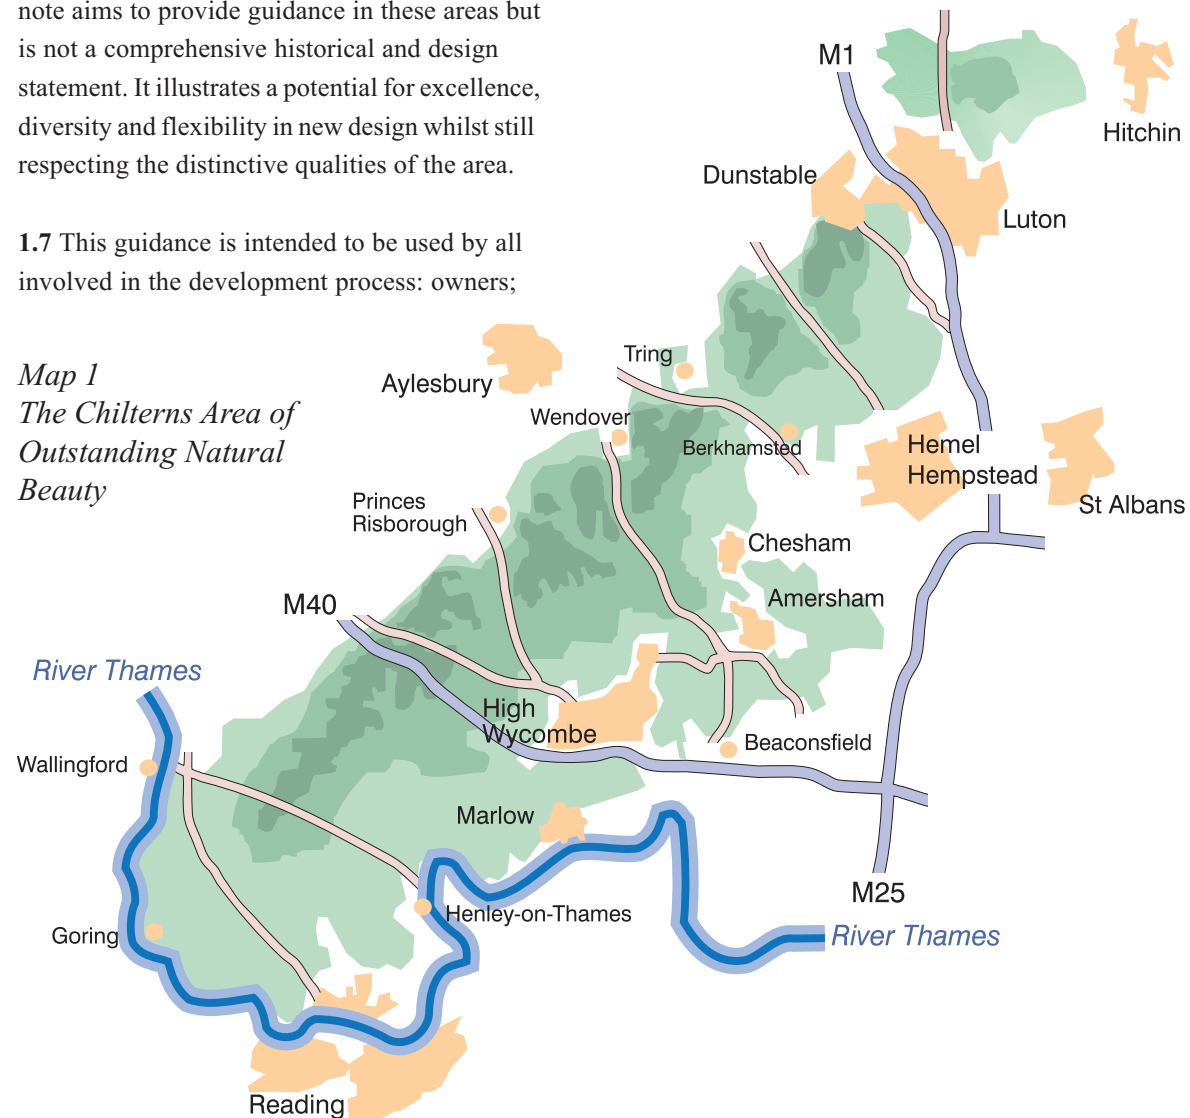 note aims to provide guidance in these areas but
is not a comprehensive historical and design
statement. It illustrates a potential for excellence,
diversity and flexibility in new design whilst still
respecting the distinctive qualities of the area.
1.7 This guidance is intended to be used by all
involved in the development process: owners;
Map 1
The Chilterns Area of
Outstanding Natural
Beauty
M1
Hitchin
Dunstable
Luton
Tring
Aylesbury
Wendover
Berkhamsted
Hemel
Hempstead
St Albans
Princes
Risborough
Chesham
Amersham
M40
River Thames
High
Wycombe
Beaconsfield
Wallingford
Marlow
M25
Henley-on-Thames
Goring
River Thames
Reading